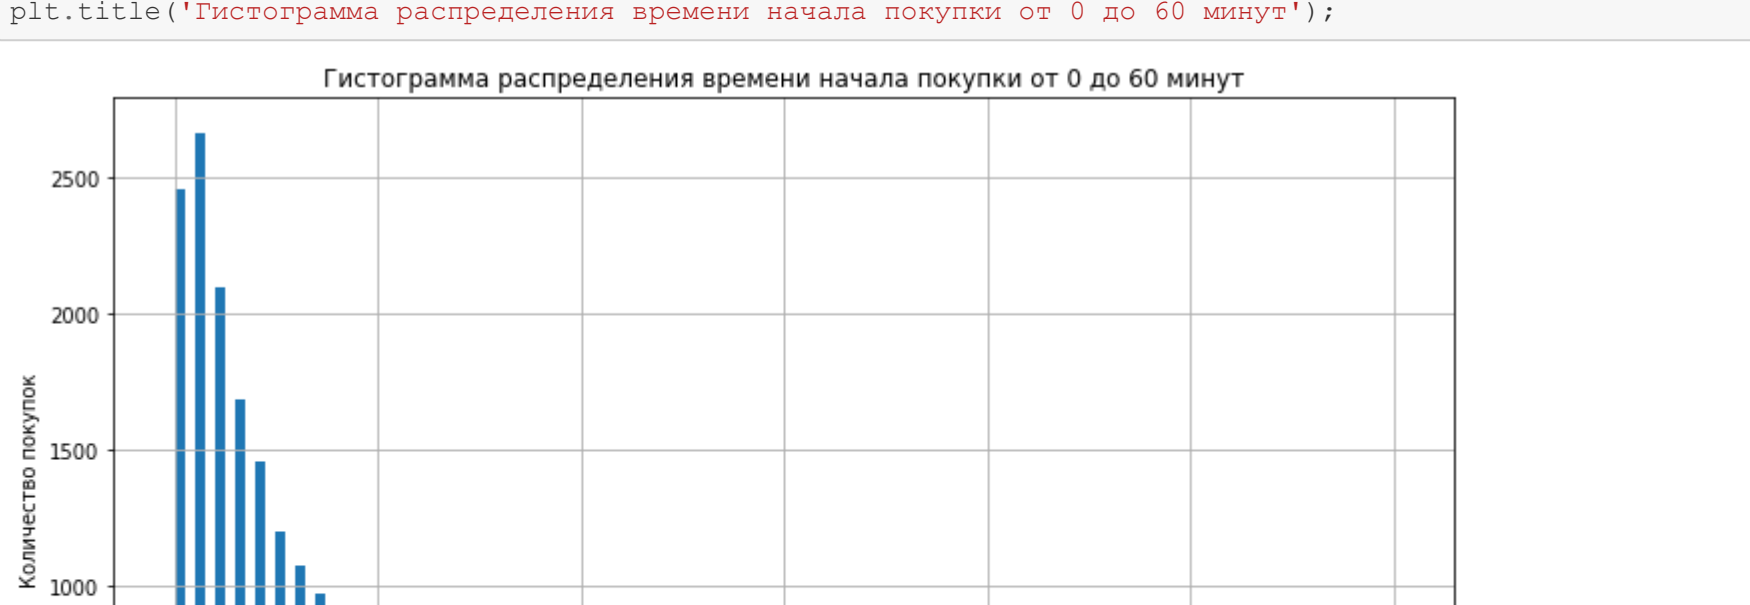 plt.title('Гистограмма распределения времени начала покупки от 0 до 60 минут');
Гистограмма распределения времени начала покупки от 0 до 60 минут
2500
2000
1500
1000
Количество покупок